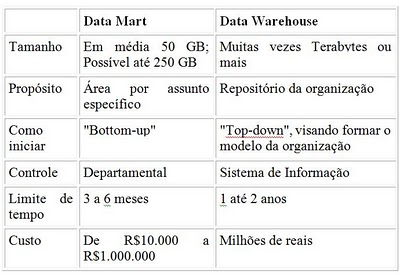 Data Mart Data Warehouse
Tamanho Em média 50 GB; Muitas vezes Terabytes ou
Possível até 250 GB mais
Propósito Área por assunto Repositório da organização
específico
Como "Bottom-up" "Top-down", visando formar o
iniciar modelo da organização
Controle Departamental Sistema de Informação
Limite de 3 a 6 meses 1 até 2 anos
tempo
Custo De R$10.000 a Milhões de reais
R$1.000.000